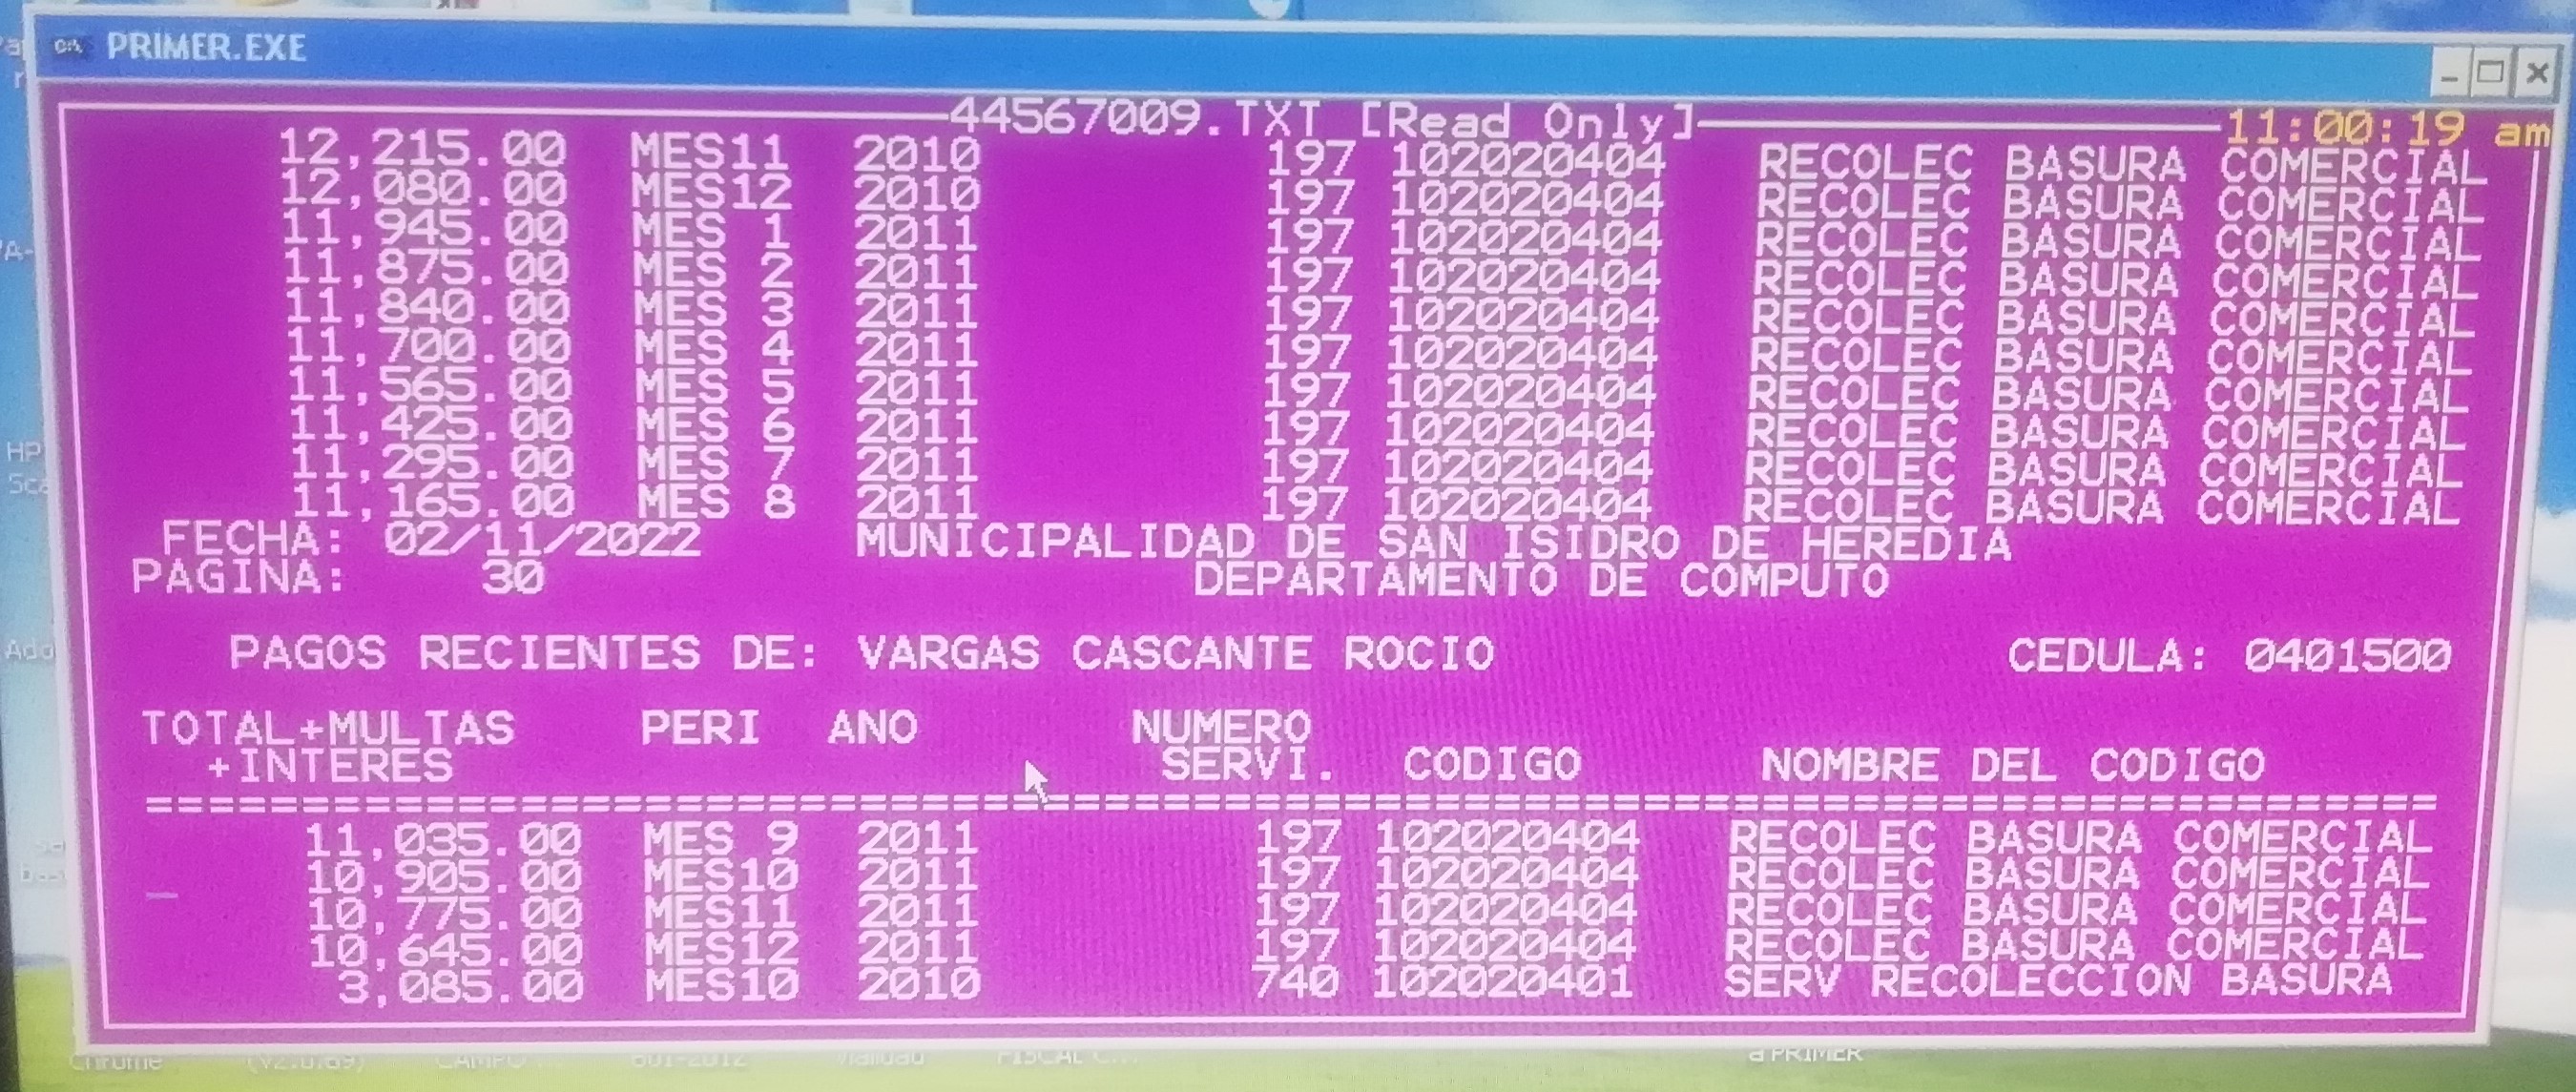 PRIMER.EXE
44567009.TXT [Read Only] 11:00:19 am
12,215.00 MES11 2010 197 102020404 RECOLEC BASURA COMERCIAL
12,080.00 MES12 2010 197 102020404 RECOLEC BASURA COMERCIAL
11,945.00 MES 1 2011 197 102020404 RECOLEC BASURA COMERCIAL
11,875.00 MES 2 2011 197 102020404 RECOLEC BASURA COMERCIAL
11,840.00 MES 3 2011 197 102020404 RECOLEC BASURA COMERCIAL
11,700.00 MES 4 2011 197 102020404 RECOLEC BASURA COMERCIAL
11,565.00 MES 5 2011 197 102020404 RECOLEC BASURA COMERCIAL
11,425.00 MES 6 2011 197 102020404 RECOLEC BASURA COMERCIAL
11,295.00 MES 7 2011 197 102020404 RECOLEC BASURA COMERCIAL
11,165.00 MES 8 2011 197 102020404 RECOLEC BASURA COMERCIAL
FECHA: 02/11/2022 MUNICIPALIDAD DE SAN ISIDRO DE HEREDIA
PAGINA: 30 DEPARTAMENTO DE COMPUTO
PAGOS RECIENTES DE: VARGAS CASCANTE ROCIO CEDULA: 0401500
TOTAL+MULTAS PERI ANO NUMERO
+INTERES SERVI. CODIGO NOMBRE DEL CODIGO
==========================================================================
11,035.00 MES 9 2011 197 102020404 RECOLEC BASURA COMERCIAL
10,905.00 MES10 2011 197 102020404 RECOLEC BASURA COMERCIAL
10,775.00 MES11 2011 197 102020404 RECOLEC BASURA COMERCIAL
10,645.00 MES12 2011 197 102020404 RECOLEC BASURA COMERCIAL
3,085.00 MES10 2010 740 102020401 SERV RECOLECCION BASURA
HP
Chrome (v2.0.69) CAMPO 601-2012 Vialidad FISCAL C... a PRIMER